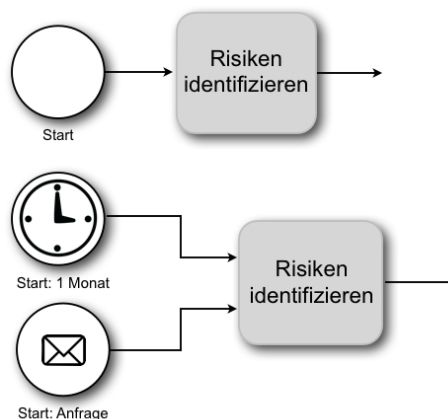 Risiken
identifizieren
Start
Start: 1 Monat
Risiken
identifizieren
Start: Anfrage